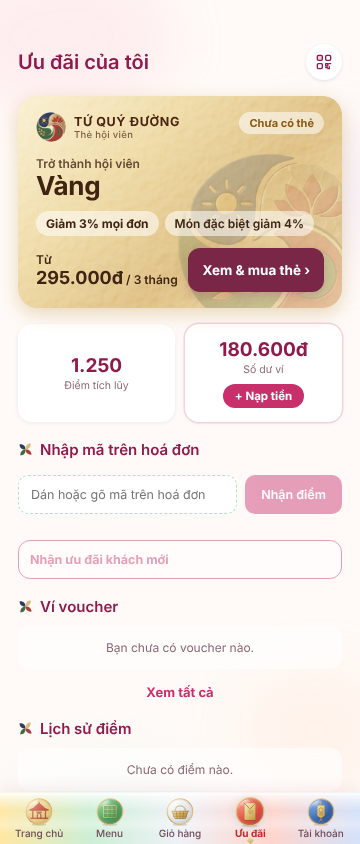 Ưu đãi của tôi
TỨ QUÝ ĐƯỜNG
Thẻ hội viên
Chưa có thẻ
Trở thành hội viên
Vàng
Giảm 3% mọi đơn
Món đặc biệt giảm 4%
Từ
295.000đ / 3 tháng
Xem & mua thẻ ›
1.250
Điểm tích lũy
180.600đ
Số dư ví
+ Nạp tiền
Nhập mã trên hoá đơn
Dán hoặc gõ mã trên hoá đơn
Nhận điểm
Nhận ưu đãi khách mới
Ví voucher
Bạn chưa có voucher nào.
Xem tất cả
Lịch sử điểm
Chưa có điểm nào.
Trang chủ
Menu
Giỏ hàng
Ưu đãi
Tài khoản